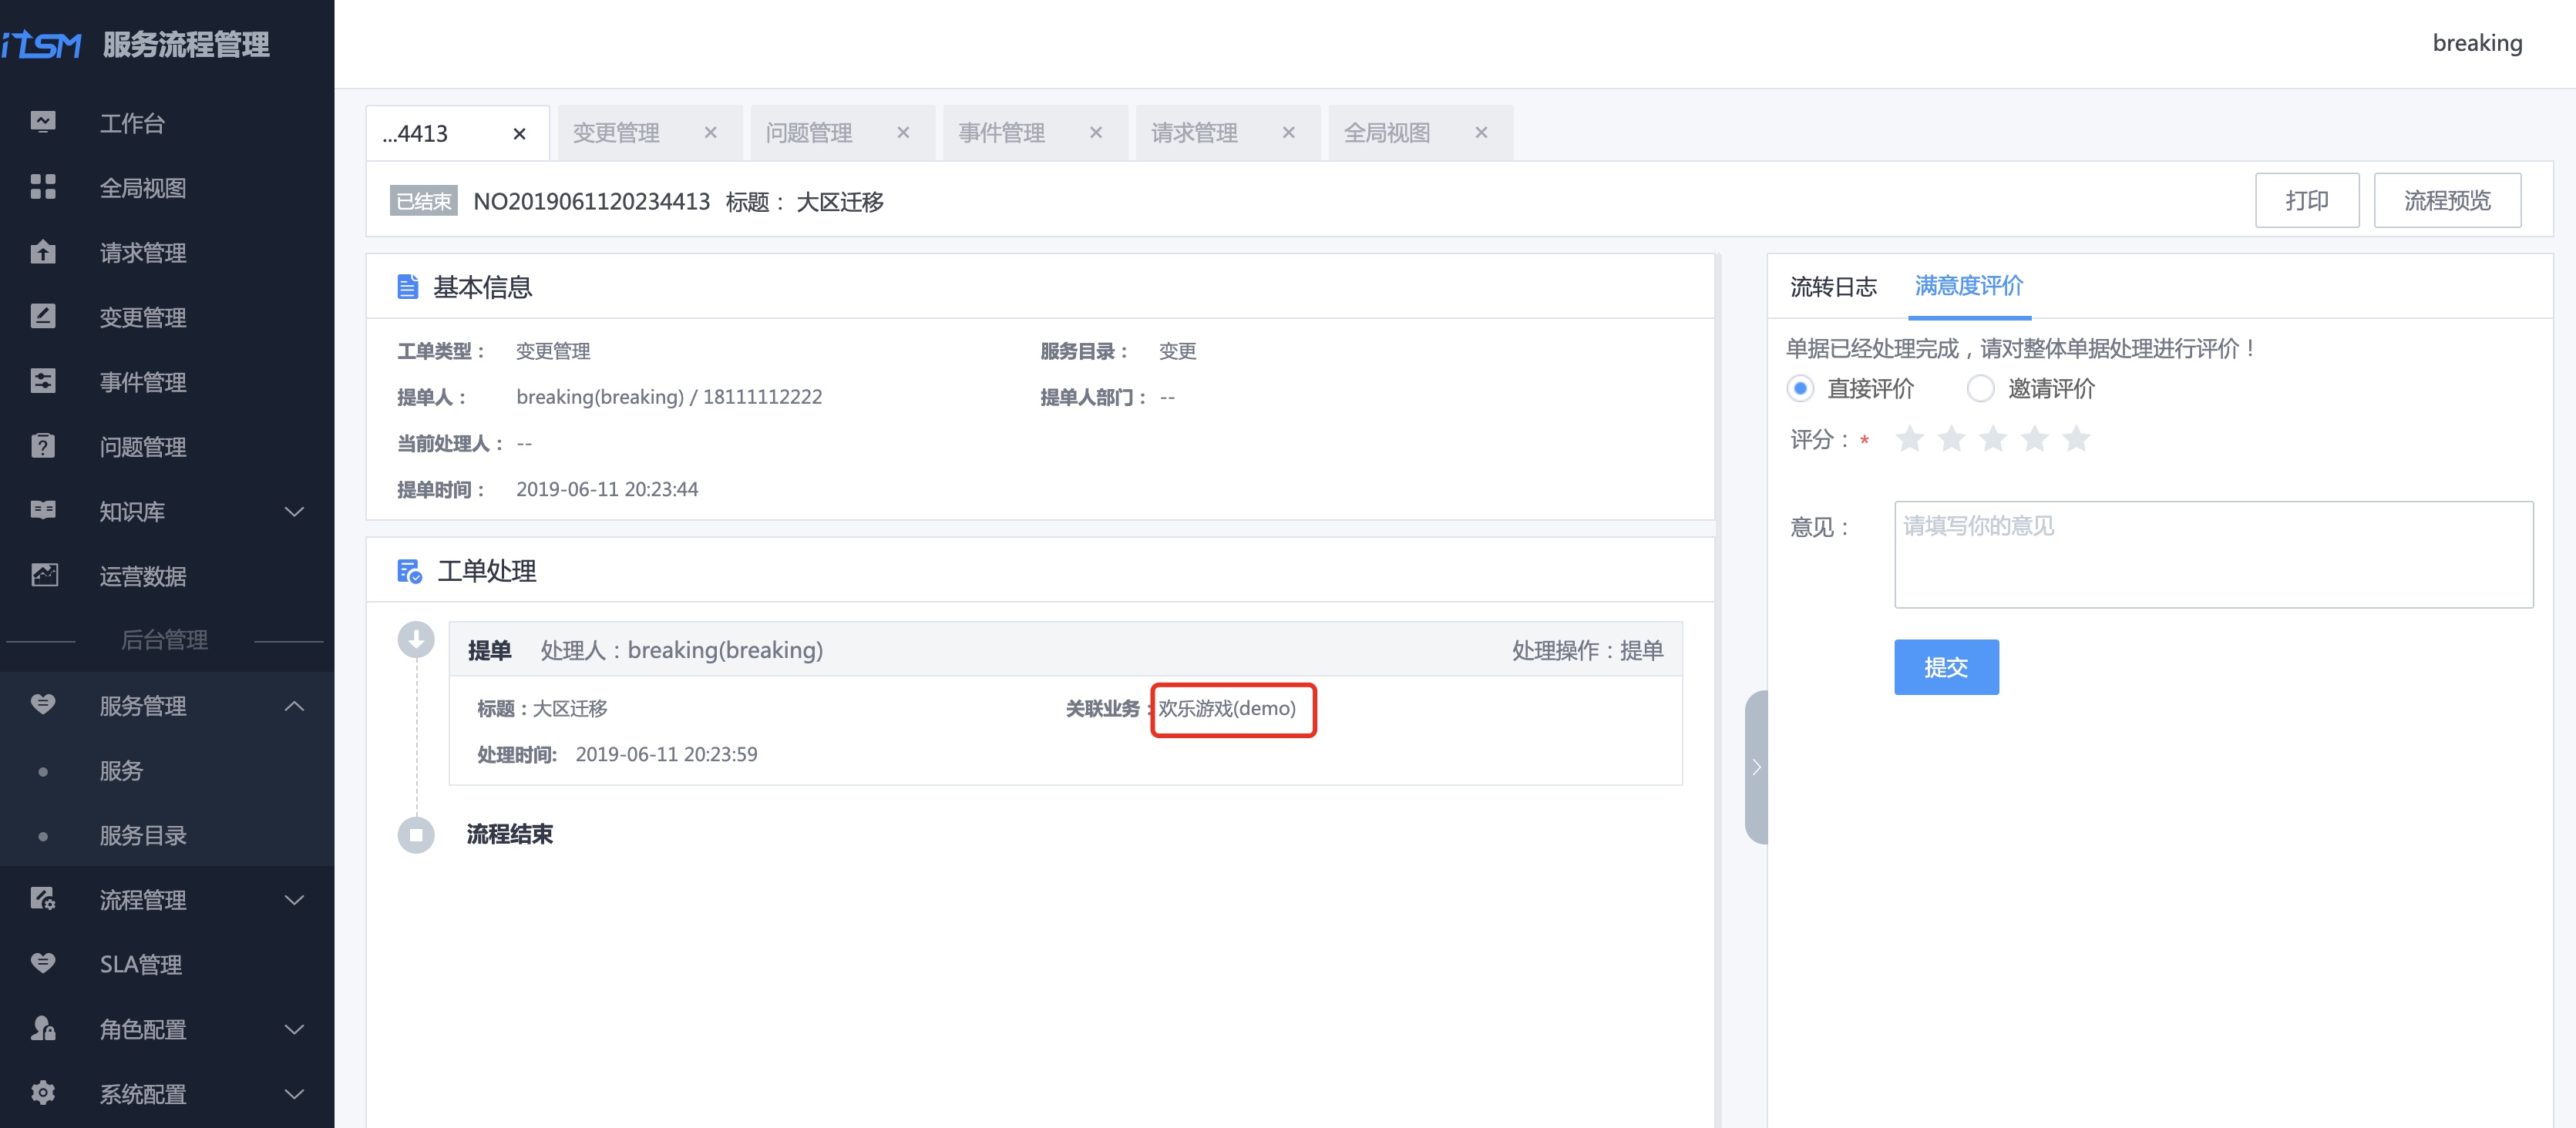 iTSM 服务流程管理
breaking
工作台
全局视图
请求管理
变更管理
事件管理
问题管理
知识库
运营数据
后台管理
服务管理
服务
服务目录
流程管理
SLA管理
角色配置
系统配置
...4413
变更管理
问题管理
事件管理
请求管理
全局视图
已结束 NO2019061120234413 标题： 大区迁移
打印
流程预览
基本信息
工单类型： 变更管理
服务目录： 变更
提单人： breaking(breaking) / 18111112222
提单人部门： --
当前处理人： --
提单时间： 2019-06-11 20:23:44
工单处理
提单 处理人：breaking(breaking) 处理操作：提单
标题：大区迁移
关联业务：欢乐游戏(demo)
处理时间: 2019-06-11 20:23:59
流程结束
流转日志 满意度评价
单据已经处理完成，请对整体单据处理进行评价！
直接评价 邀请评价
评分：*
意见： 请填写你的意见
提交